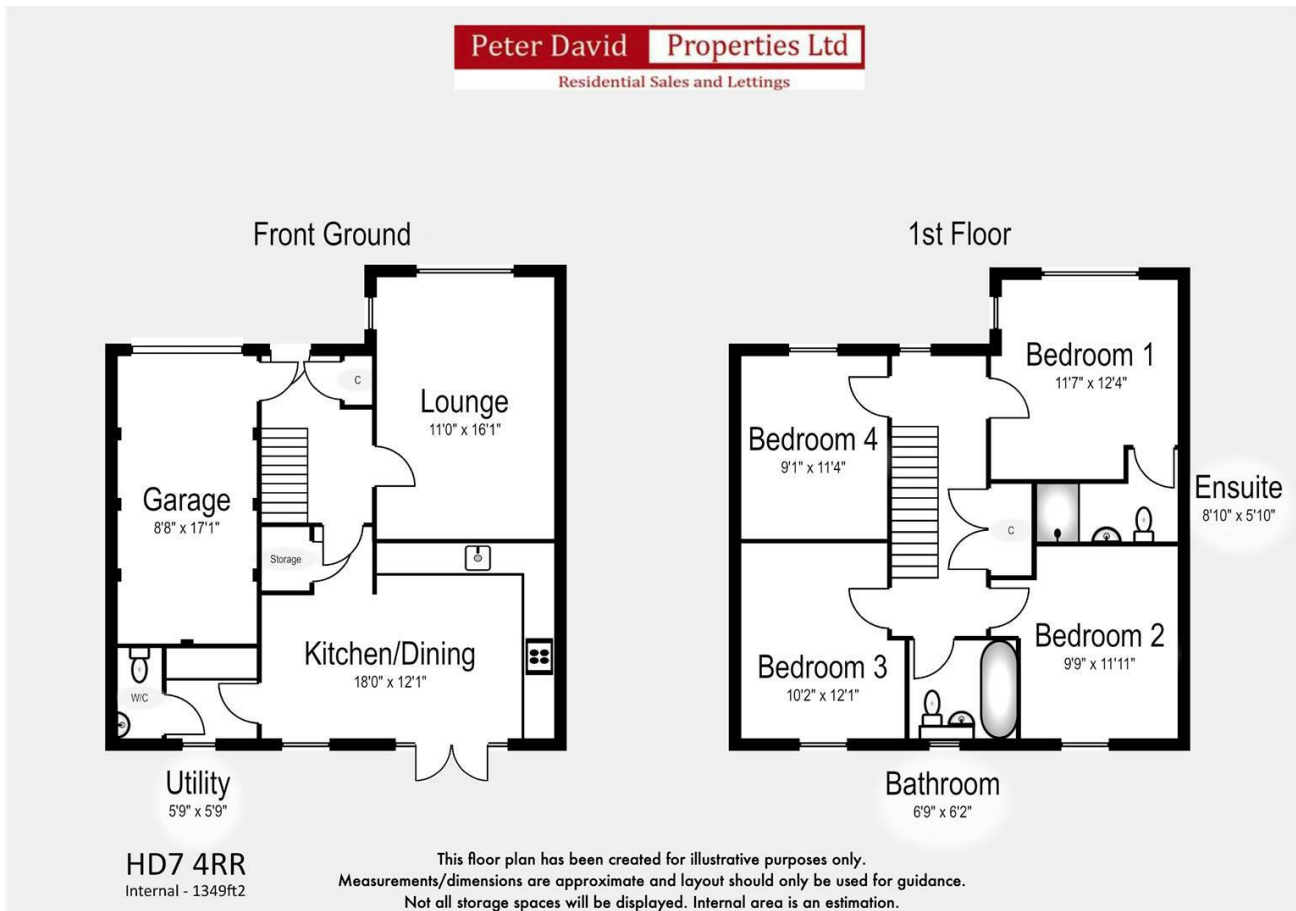 Peter David Properties Ltd
Residential Sales and Lettings
Front Ground
1st Floor
C
Lounge
11'0" x 16'1"
Garage
8'8" x 17'1"
Storage
Kitchen/Dining
18'0" x 12'1"
W/C
Utility
5'9" x 5'9"
Bedroom 1
11'7" x 12'4"
Bedroom 4
9'1" x 11'4"
Ensuite
8'10" x 5'10"
C
Bedroom 2
9'9" x 11'11"
Bedroom 3
10'2" x 12'1"
Bathroom
6'9" x 6'2"
HD7 4RR
Internal - 1349ft2
This floor plan has been created for illustrative purposes only.
Measurements/dimensions are approximate and layout should only be used for guidance.
Not all storage spaces will be displayed. Internal area is an estimation.